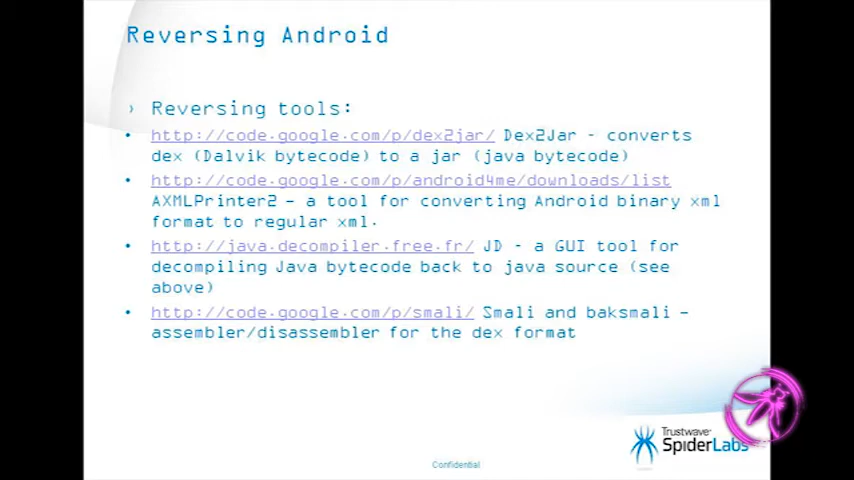 Reversing Android
› Reversing tools:
• http://code.google.com/p/dex2jar/ Dex2Jar - converts
dex (Dalvik bytecode) to a jar (java bytecode)
• http://code.google.com/p/android4me/downloads/list
AXMLPrinter2 – a tool for converting Android binary xml
format to regular xml.
• http://java.decompiler.free.fr/ JD - a GUI tool for
decompiling Java bytecode back to java source (see
above)
• http://code.google.com/p/smali/ Smali and baksmali –
assembler/disassembler for the dex format
Trustwave®
SpiderLabs
Confidential